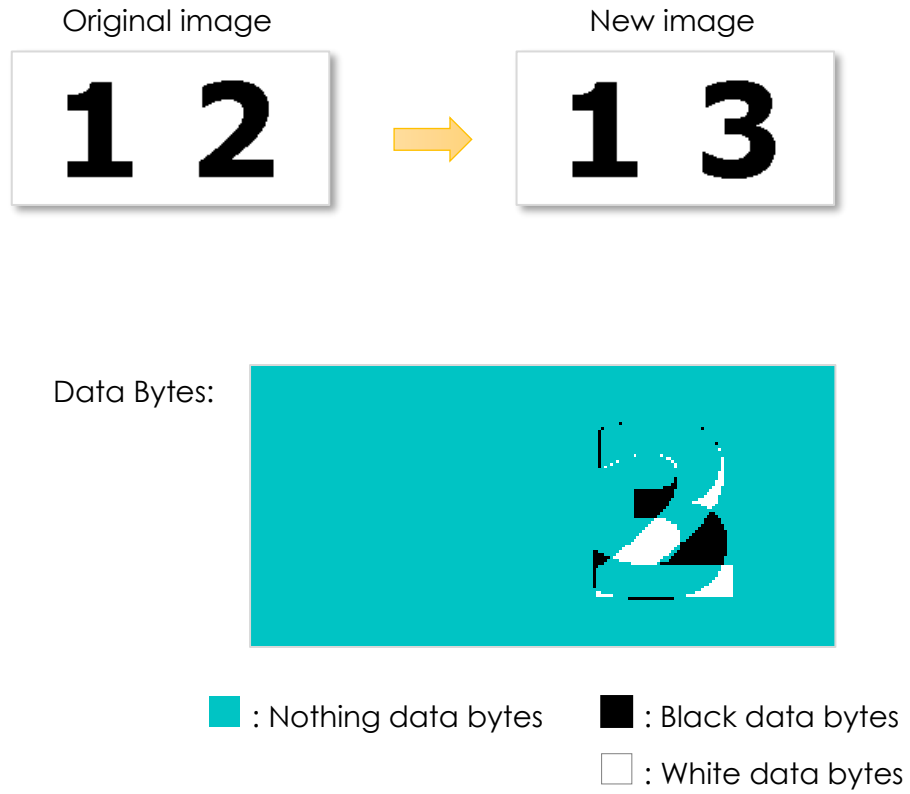 Original image
New image
1 2
1 3
Data Bytes:
: Nothing data bytes
: Black data bytes
: White data bytes